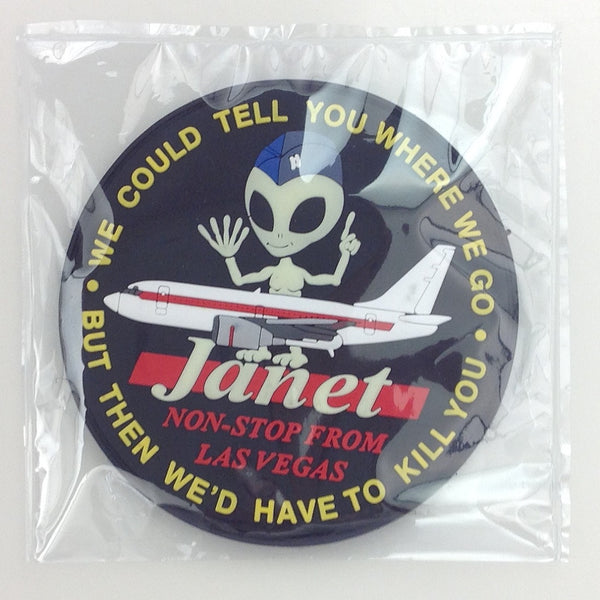 WE COULD TELL YOU WHERE WE GO •
BUT THEN WE'D HAVE TO KILL YOU •
Janet
NON-STOP FROM
LAS VEGAS